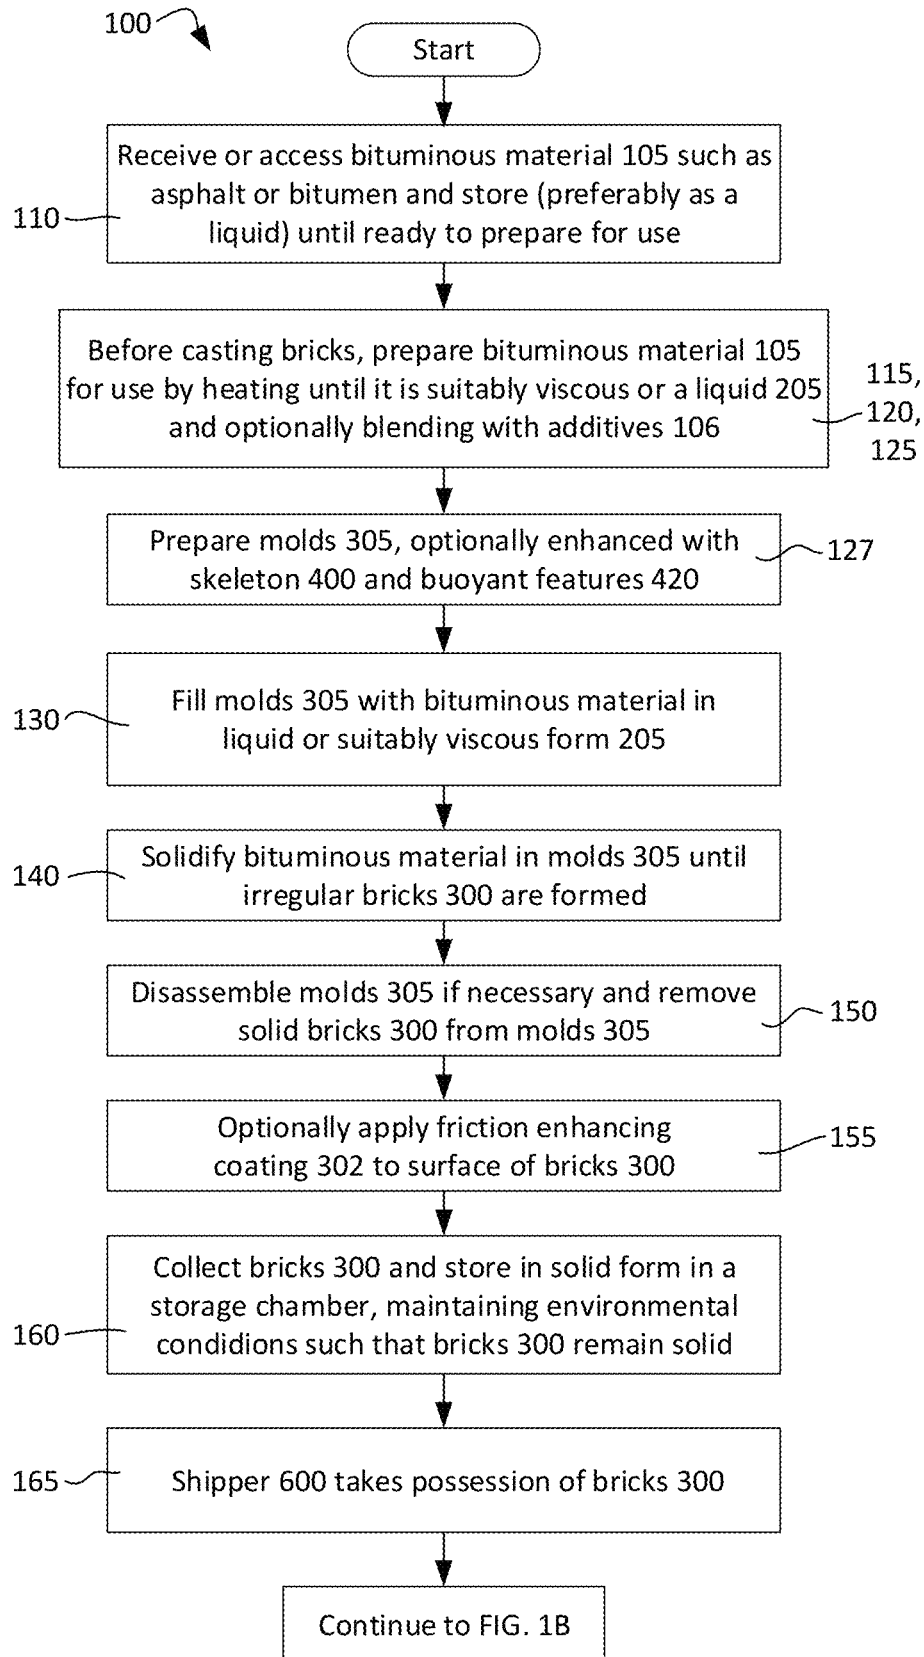 100
Start
Receive or access bituminous material 105 such as
asphalt or bitumen and store (preferably as a
liquid) until ready to prepare for use
110
Before casting bricks, prepare bituminous material 105
for use by heating until it is suitably viscous or a liquid 205
and optionally blending with additives 106
115,
120,
125
Prepare molds 305, optionally enhanced with
skeleton 400 and buoyant features 420
127
Fill molds 305 with bituminous material in
liquid or suitably viscous form 205
130
Solidify bituminous material in molds 305 until
irregular bricks 300 are formed
140
Disassemble molds 305 if necessary and remove
solid bricks 300 from molds 305
150
Optionally apply friction enhancing
coating 302 to surface of bricks 300
155
Collect bricks 300 and store in solid form in a
storage chamber, maintaining environmental
condidions such that bricks 300 remain solid
160
Shipper 600 takes possession of bricks 300
165
Continue to FIG. 1B